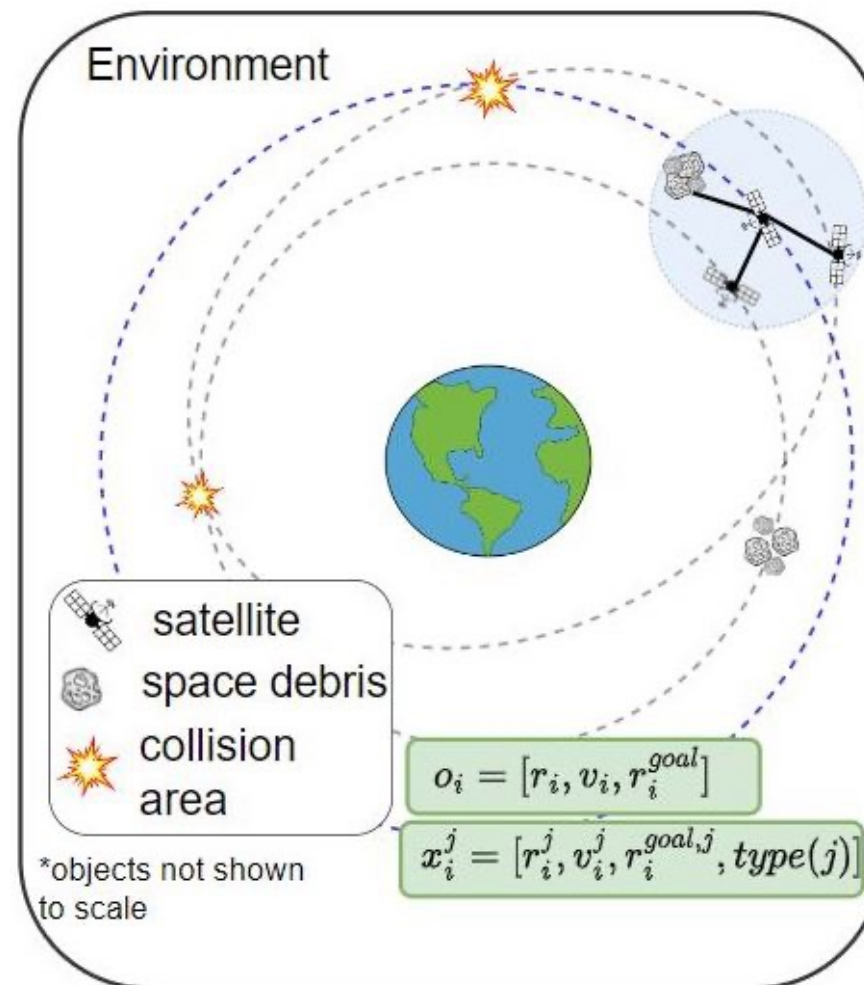 Environment
satellite
space debris
collision
area
*objects not shown
to scale
$o_i = [r_i, v_i, r_i^{goal}]$
$x_i^j = [r_i^j, v_i^j, r_i^{goal,j}, type(j)]$